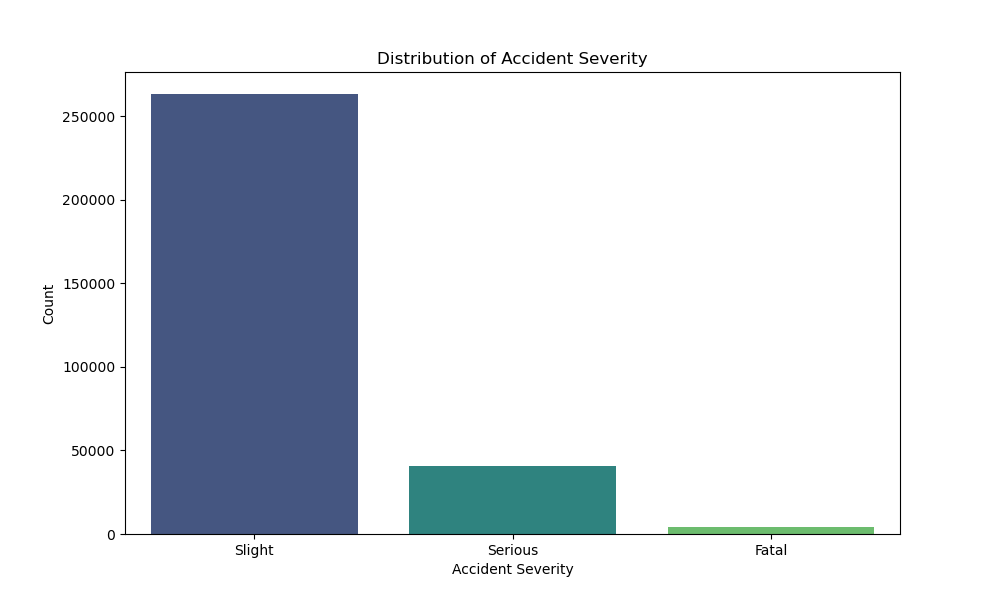 Distribution of Accident Severity
250000
200000
150000
100000
50000
0
Count
Slight Serious Fatal
Accident Severity